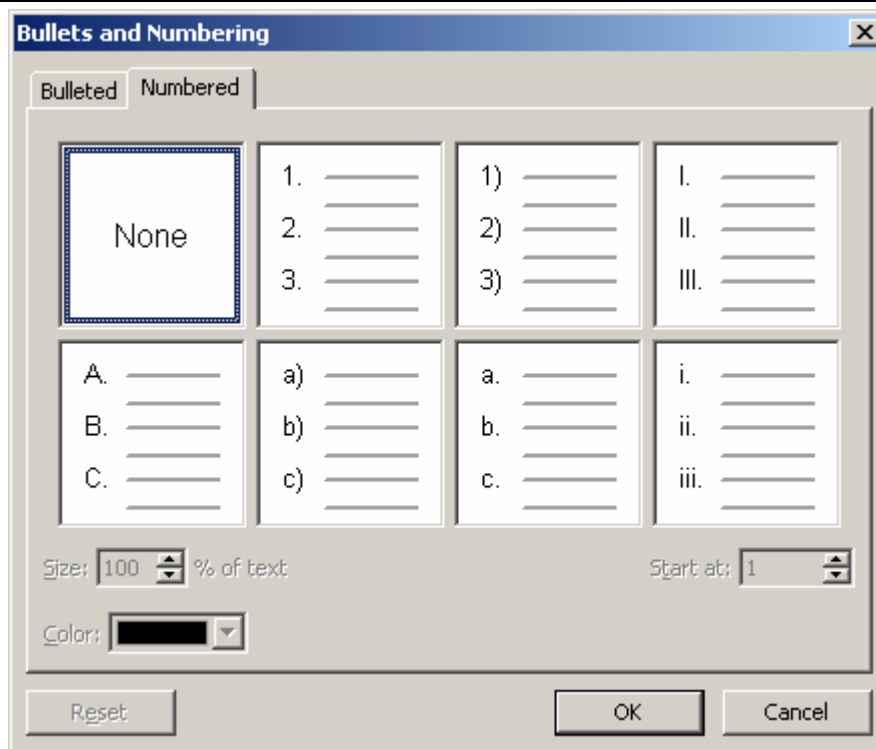 Bullets and Numbering
Bulleted Numbered
None
1.
2.
3.
1)
2)
3)
I.
II.
III.
A.
B.
C.
a)
b)
c)
a.
b.
c.
i.
ii.
iii.
Size: 100 % of text Start at: 1
Color:
Reset OK Cancel